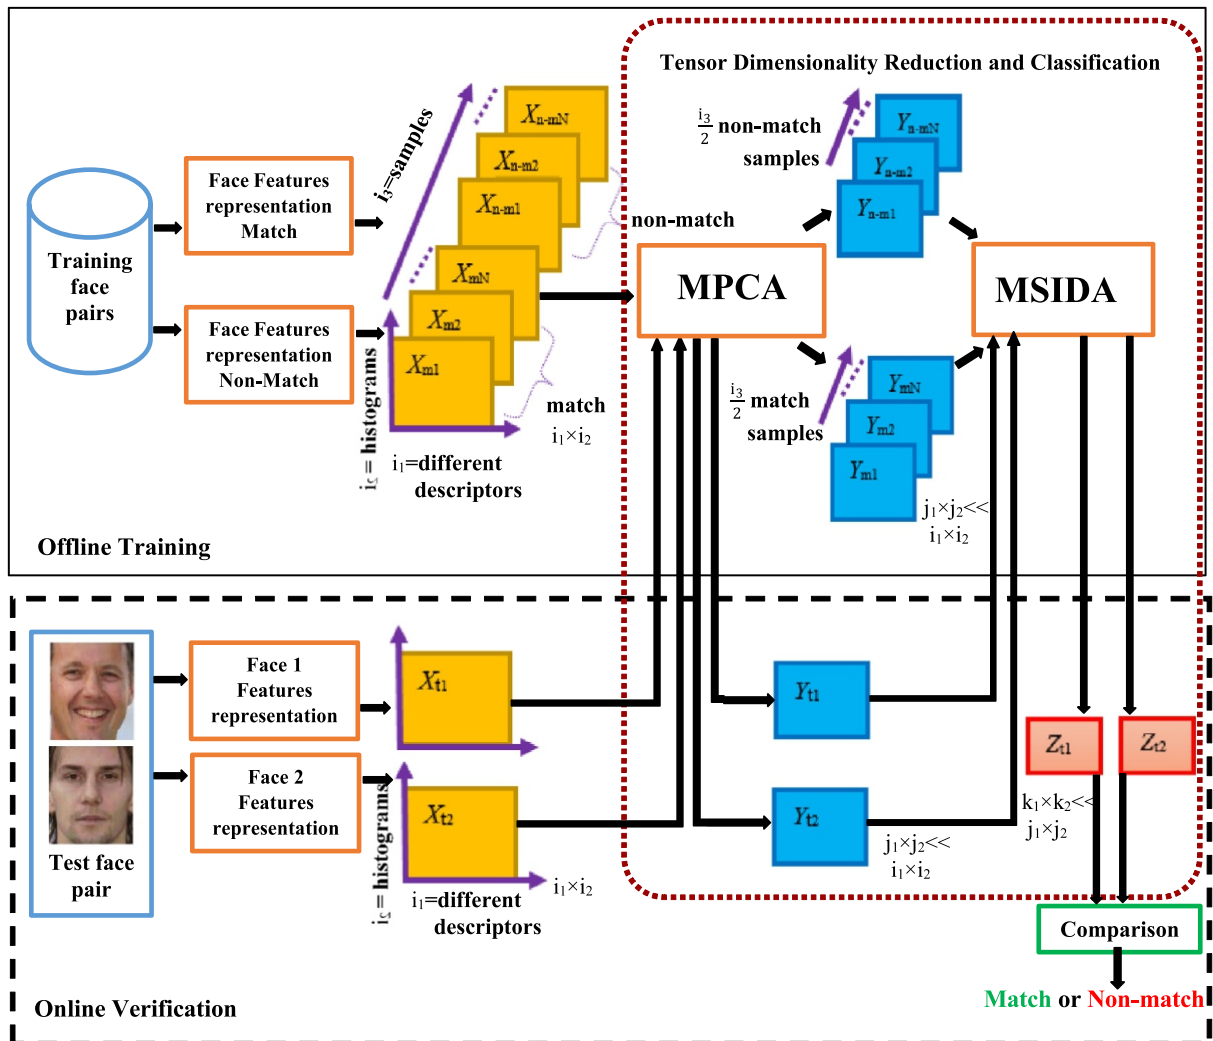 Tensor Dimensionality Reduction and Classification
Training
face
pairs
Face Features
representation
Match
Face Features
representation
Non-Match
i₃=samples
Xn-mN
Xn-m2
Xn-m1
XmN
Xm2
Xm1
non-match
match
i₁×i₂
= histograms
i₁=different
descriptors
MPCA
i₃/2 non-match
samples
Yn-mN
Yn-m2
Yn-m1
MSIDA
i₃/2 match
samples
YmN
Ym2
Ym1
j₁×j₂<<
i₁×i₂
Offline Training
Test face
pair
Face 1
Features
representation
Face 2
Features
representation
Xt1
= histograms
Xt2
i₁×i₂
i₁=different
descriptors
Yt1
Yt2
j₁×j₂<<
i₁×i₂
Zt1
Zt2
k₁×k₂<<
j₁×j₂
Comparison
Match or Non-match
Online Verification